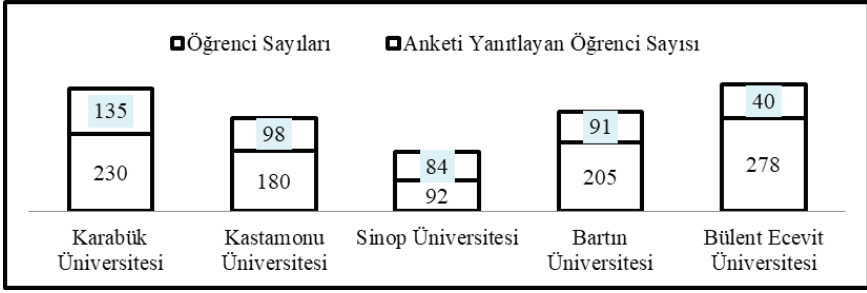 Öğrenci Sayıları Anketi Yanıtlayan Öğrenci Sayısı
135 98 84 91 40
230 180 92 205 278
Karabük Üniversitesi
Kastamonu Üniversitesi
Sinop Üniversitesi
Bartın Üniversitesi
Bülent Ecevit Üniversitesi